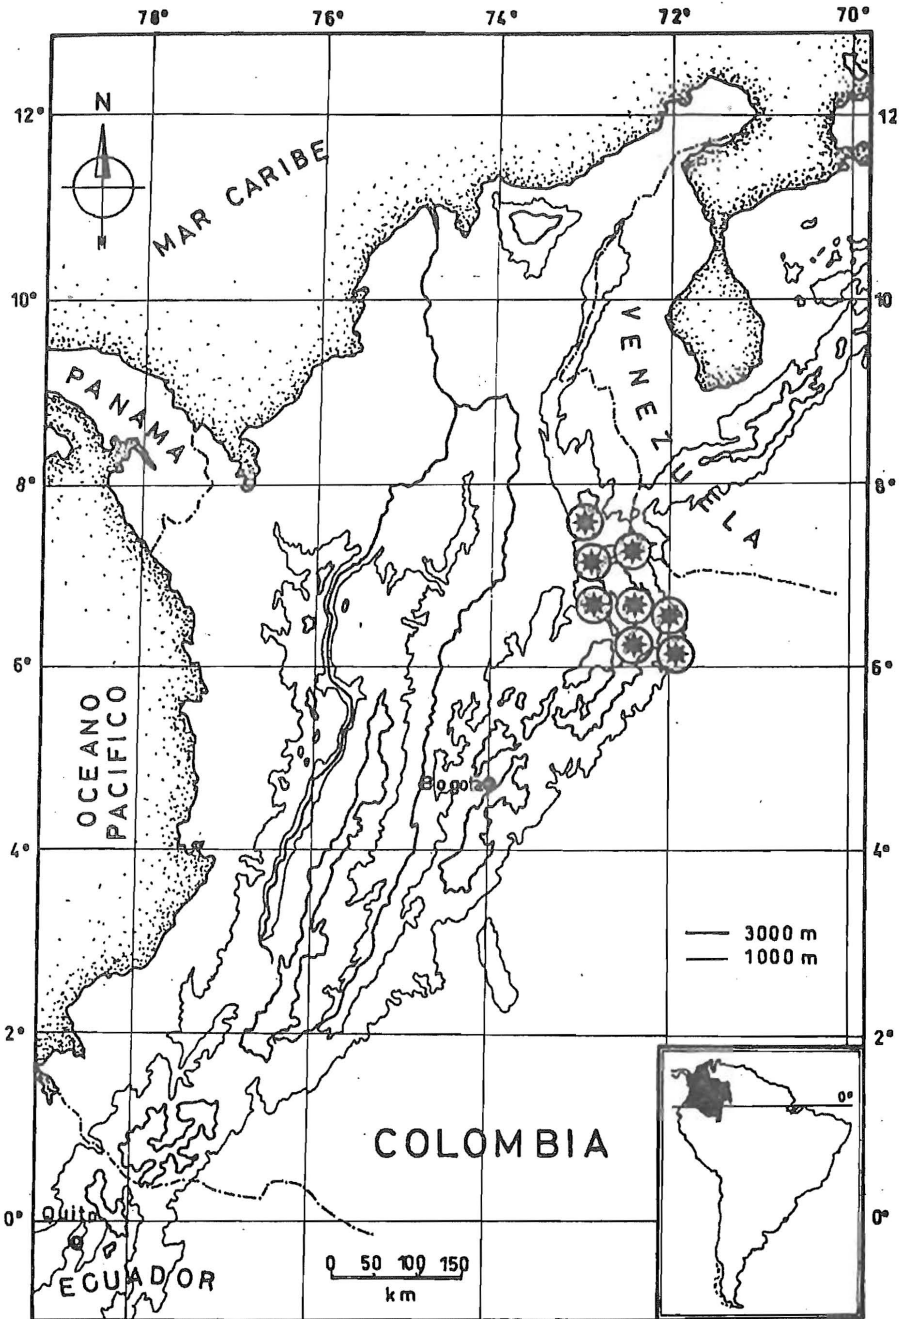 78° 76° 74° 72° 70°
N
12° 12
MAR CARIBE
10° 10
VENEZUELA
PANAMA
8° 8°
6° 6°
OCEANO
PACIFICO
Bogota
4° 4°
3000 m
1000 m
2° 2°
0°
COLOMBIA
Quito
0° 0°
ECUADOR
0 50 100 150
km